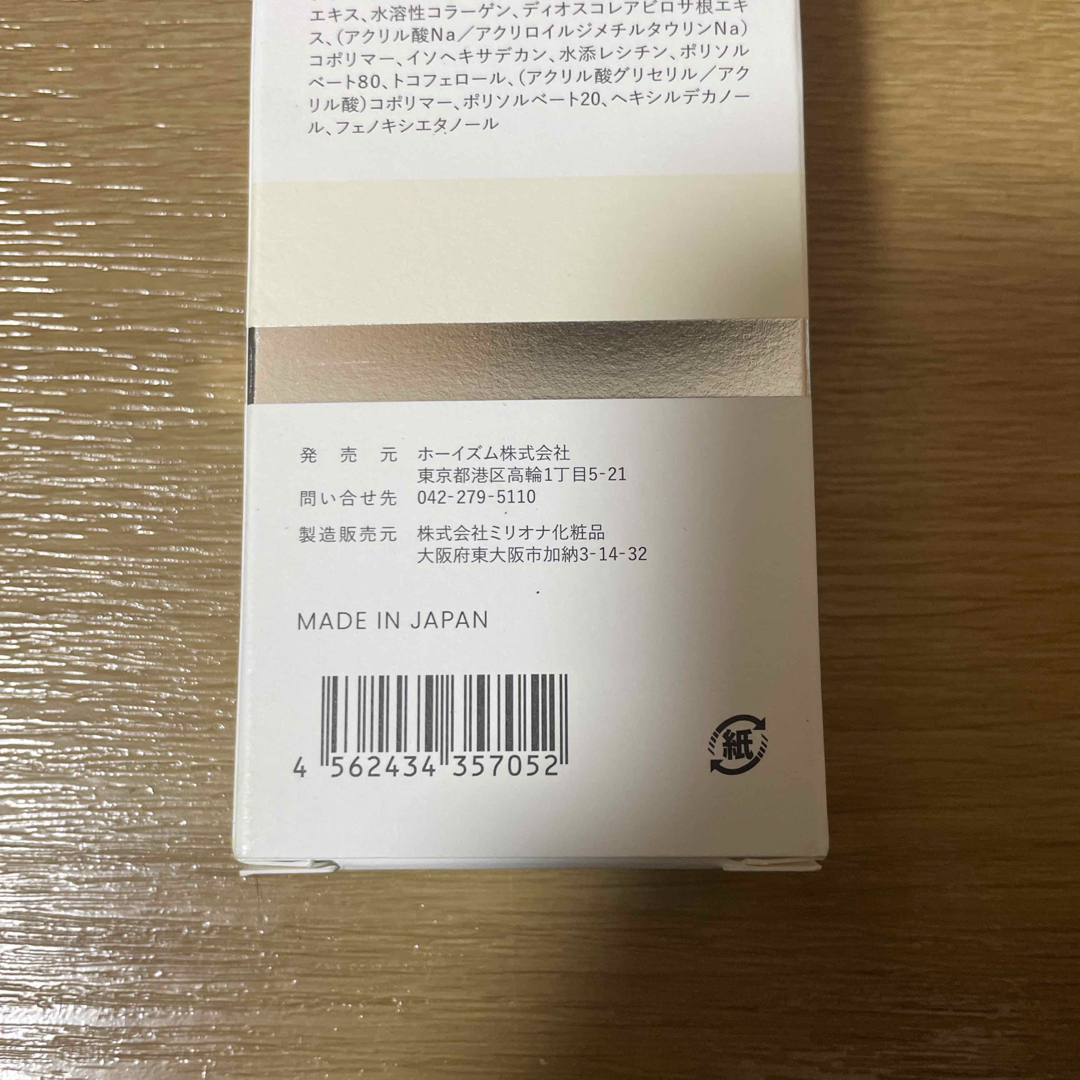 エキス、水溶性コラーゲン、ディオスコレアビロサ根エキ
ス、(アクリル酸Na/アクリロイルジメチルタウリンNa)
コポリマー、イソヘキサデカン、水添レシチン、ポリソル
ベート80、トコフェロール、(アクリル酸グリセリル/アク
リル酸)コポリマー、ポリソルベート20、ヘキシルデカノー
ル、フェノキシエタノール
発売元 ホーイズム株式会社
東京都港区高輪1丁目5-21
問い合せ先 042-279-5110
製造販売元 株式会社ミリオナ化粧品
大阪府東大阪市加納3-14-32
MADE IN JAPAN
4 562434 357052
紙